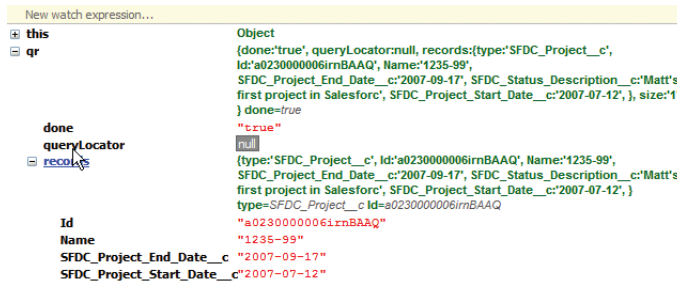 New watch expression...
this Object
qr {done:'true', queryLocator:null, records:{type:'SFDC_Project__c',
Id:'a0230000006irnBAAQ', Name:'1235-99',
SFDC_Project_End_Date__c:'2007-09-17', SFDC_Status_Description__c:'Matt's
first project in Salesforc', SFDC_Project_Start_Date__c:'2007-07-12', }, size:'1'
} done=true
done "true"
queryLocator null
records {type:'SFDC_Project__c', Id:'a0230000006irnBAAQ', Name:'1235-99',
SFDC_Project_End_Date__c:'2007-09-17', SFDC_Status_Description__c:'Matt's
first project in Salesforc', SFDC_Project_Start_Date__c:'2007-07-12', }
type=SFDC_Project__c Id=a0230000006irnBAAQ
Id "a0230000006irnBAAQ"
Name "1235-99"
SFDC_Project_End_Date__c "2007-09-17"
SFDC_Project_Start_Date__c "2007-07-12"